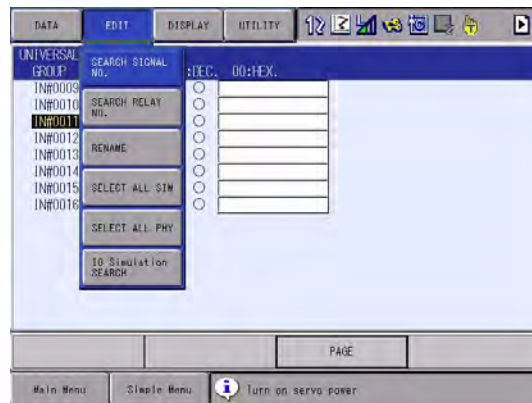 DATA
EDIT
DISPLAY
UTILITY
UNIVERSAL
GROUP :DEC. 00:HEX.
SEARCH SIGNAL
NO.
SEARCH RELAY
NO.
RENAME
SELECT ALL SIM
SELECT ALL PHY
IO Simulation
SEARCH
IN#0009
IN#0010
IN#0011
IN#0012
IN#0013
IN#0014
IN#0015
IN#0016
PAGE
Main Menu
Simple Menu
Turn on servo power